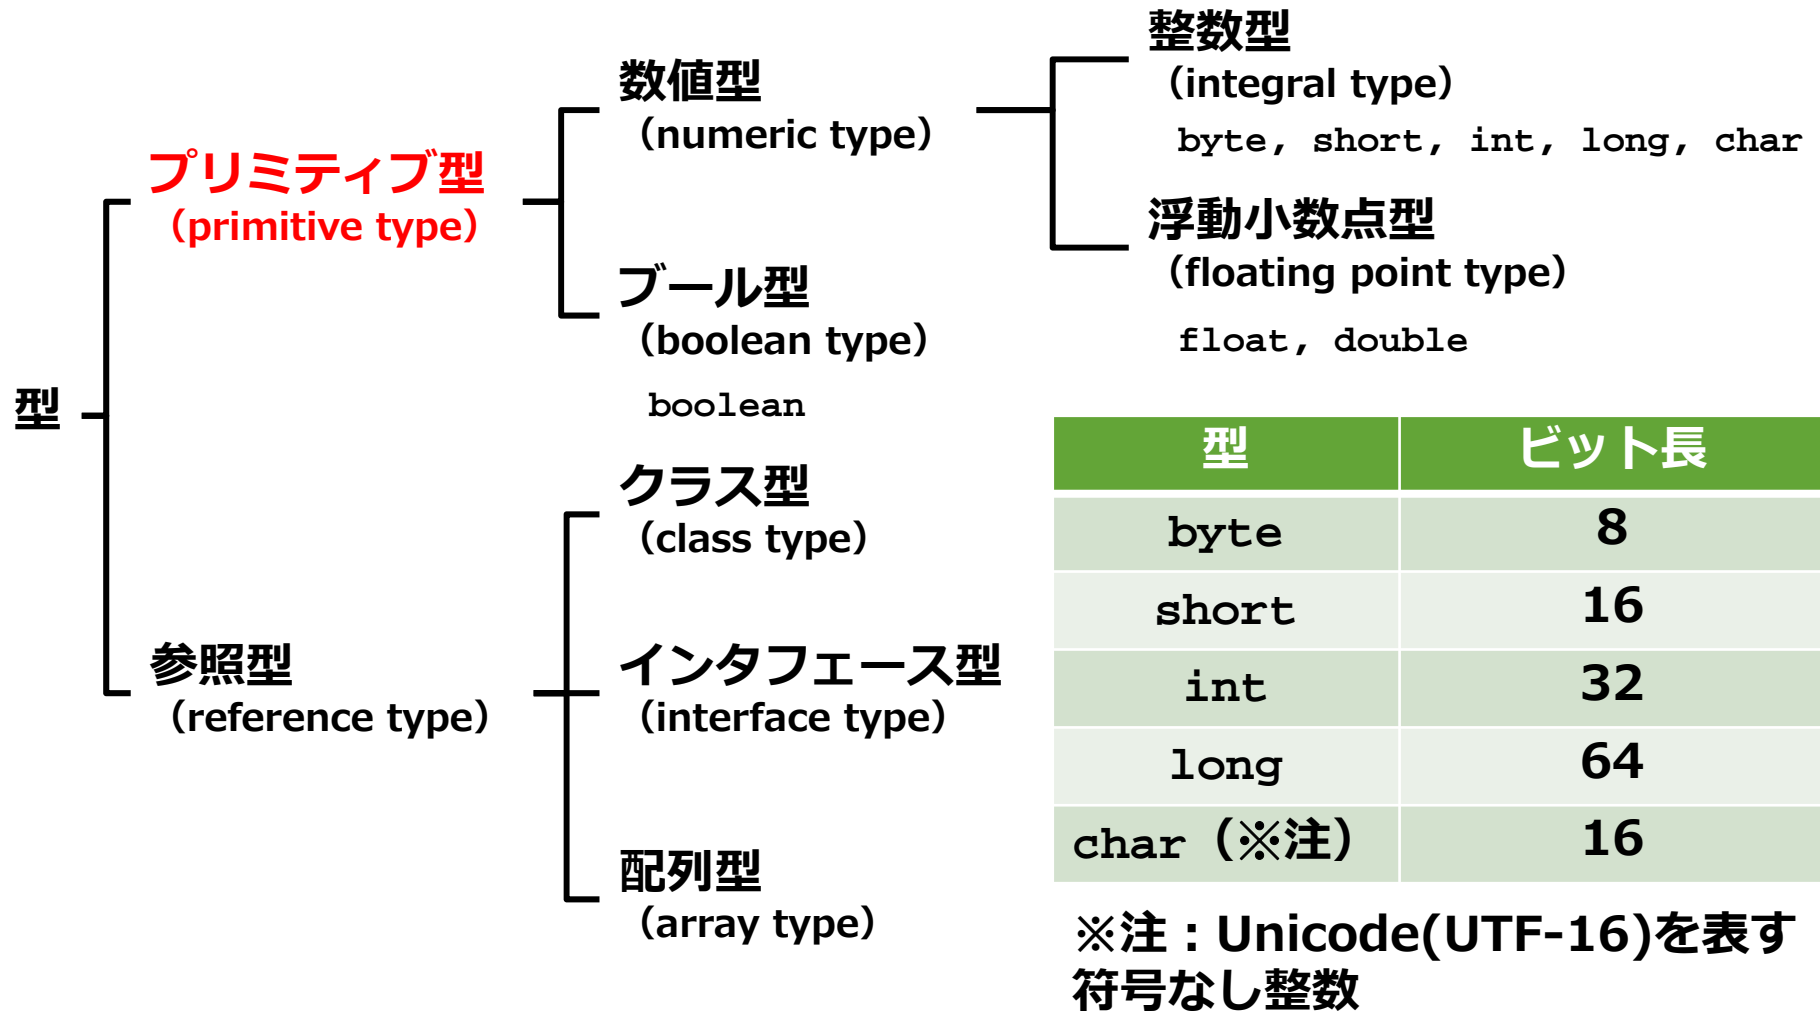 型
プリミティブ型
（primitive type）
数値型
（numeric type）
整数型
（integral type）
byte, short, int, long, char
浮動小数点型
（floating point type）
float, double
ブール型
（boolean type）
boolean
参照型
（reference type）
クラス型
（class type）
インタフェース型
（interface type）
配列型
（array type）
型 ビット長
byte 8
short 16
int 32
long 64
char（※注） 16
※注：Unicode(UTF-16)を表す
符号なし整数